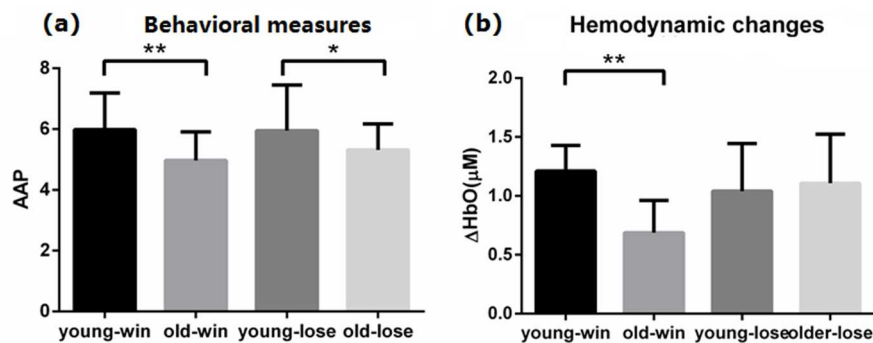 (a) Behavioral measures
**
*
8
6
4
2
0
AAP
young-win old-win young-lose old-lose
(b) Hemodynamic changes
**
2.0
1.5
1.0
0.5
0.0
ΔHbO(μM)
young-win old-win young-lose older-lose